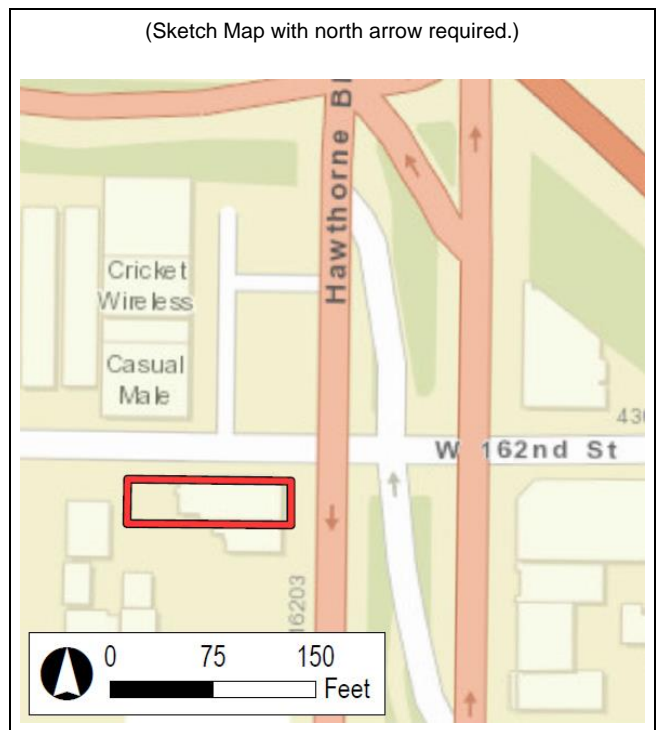 (Sketch Map with north arrow required.)
Hawthorne Bl
Cricket
Wireless
Casual
Male
430
W 162nd St
16203
0 75 150
Feet